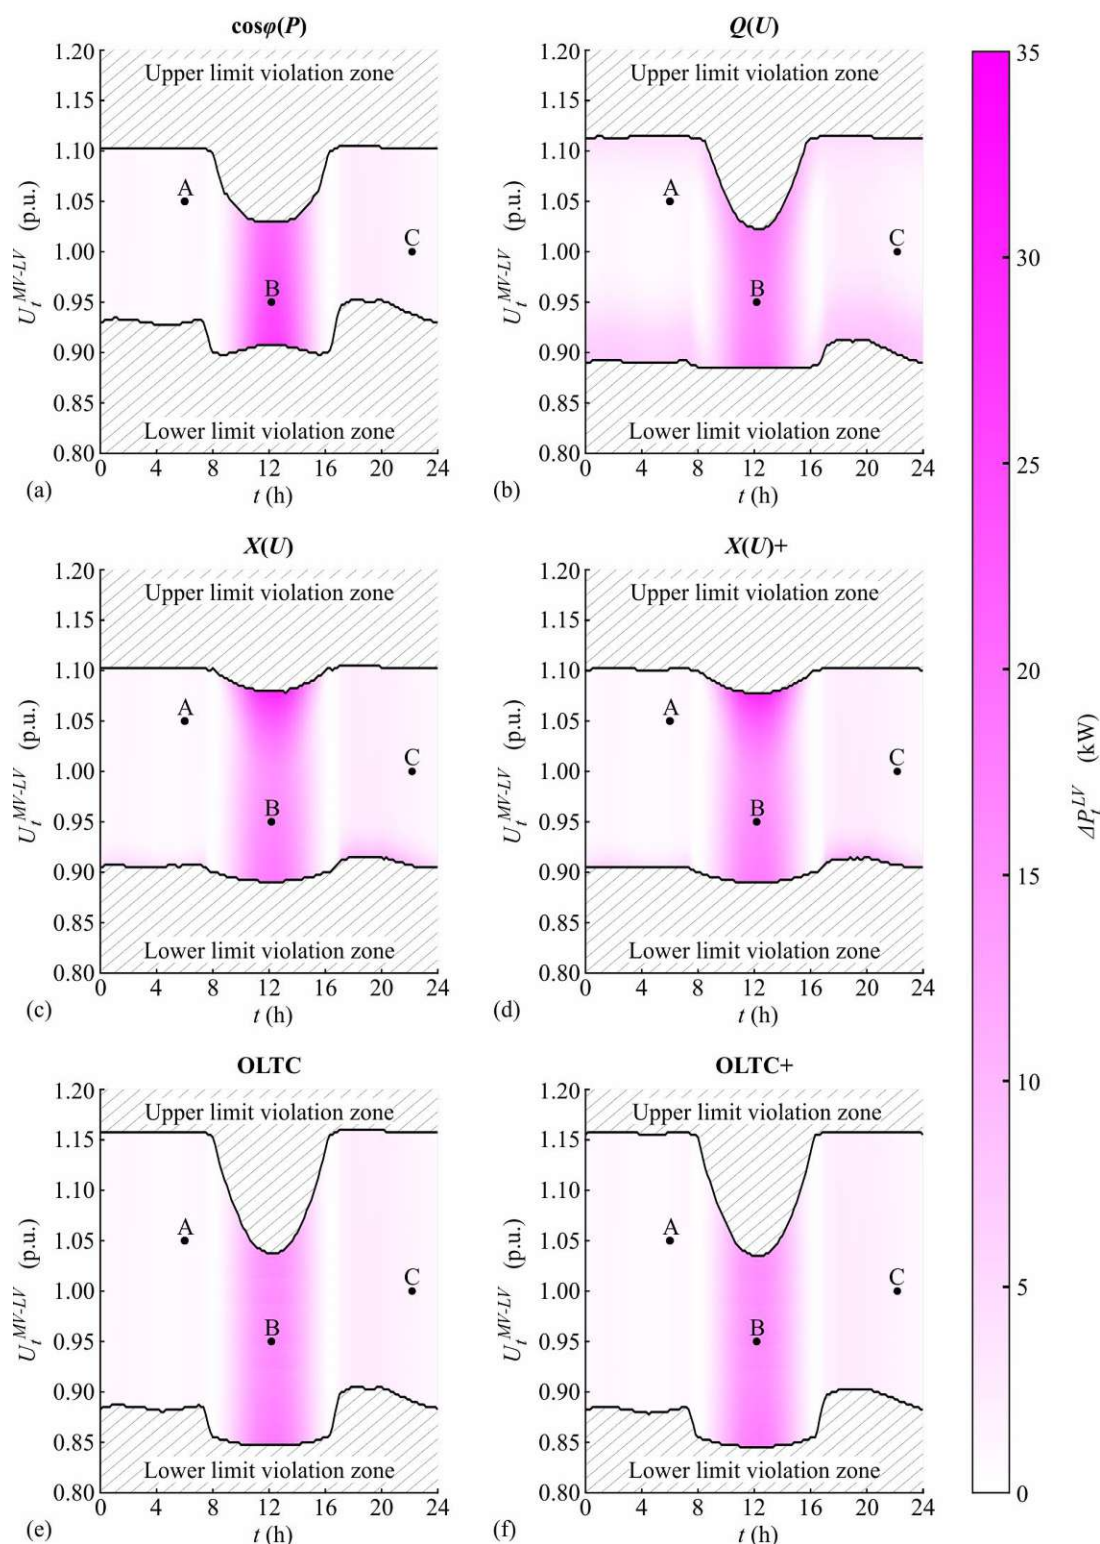 cosφ(P)
1.20
1.15
1.10
1.05
1.00
0.95
0.90
0.85
0.80
U_t^MV-LV (p.u.)
Upper limit violation zone
A
B
C
Lower limit violation zone
0 4 8 12 16 20 24
(a) t (h)
Q(U)
1.20
1.15
1.10
1.05
1.00
0.95
0.90
0.85
0.80
U_t^MV-LV (p.u.)
Upper limit violation zone
A
B
C
Lower limit violation zone
0 4 8 12 16 20 24
(b) t (h)
X(U)
1.20
1.15
1.10
1.05
1.00
0.95
0.90
0.85
0.80
U_t^MV-LV (p.u.)
Upper limit violation zone
A
B
C
Lower limit violation zone
0 4 8 12 16 20 24
(c) t (h)
X(U)+
1.20
1.15
1.10
1.05
1.00
0.95
0.90
0.85
0.80
U_t^MV-LV (p.u.)
Upper limit violation zone
A
B
C
Lower limit violation zone
0 4 8 12 16 20 24
(d) t (h)
OLTC
1.20
1.15
1.10
1.05
1.00
0.95
0.90
0.85
0.80
U_t^MV-LV (p.u.)
Upper limit violation zone
A
B
C
Lower limit violation zone
0 4 8 12 16 20 24
(e) t (h)
OLTC+
1.20
1.15
1.10
1.05
1.00
0.95
0.90
0.85
0.80
U_t^MV-LV (p.u.)
Upper limit violation zone
A
B
C
Lower limit violation zone
0 4 8 12 16 20 24
(f) t (h)
35
30
25
20
15
10
5
0
ΔP_t^LV (kW)